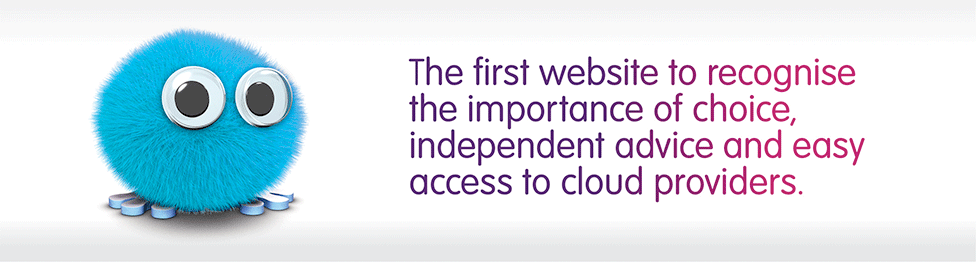 The first website to recognise
the importance of choice,
independent advice and easy
access to cloud providers.